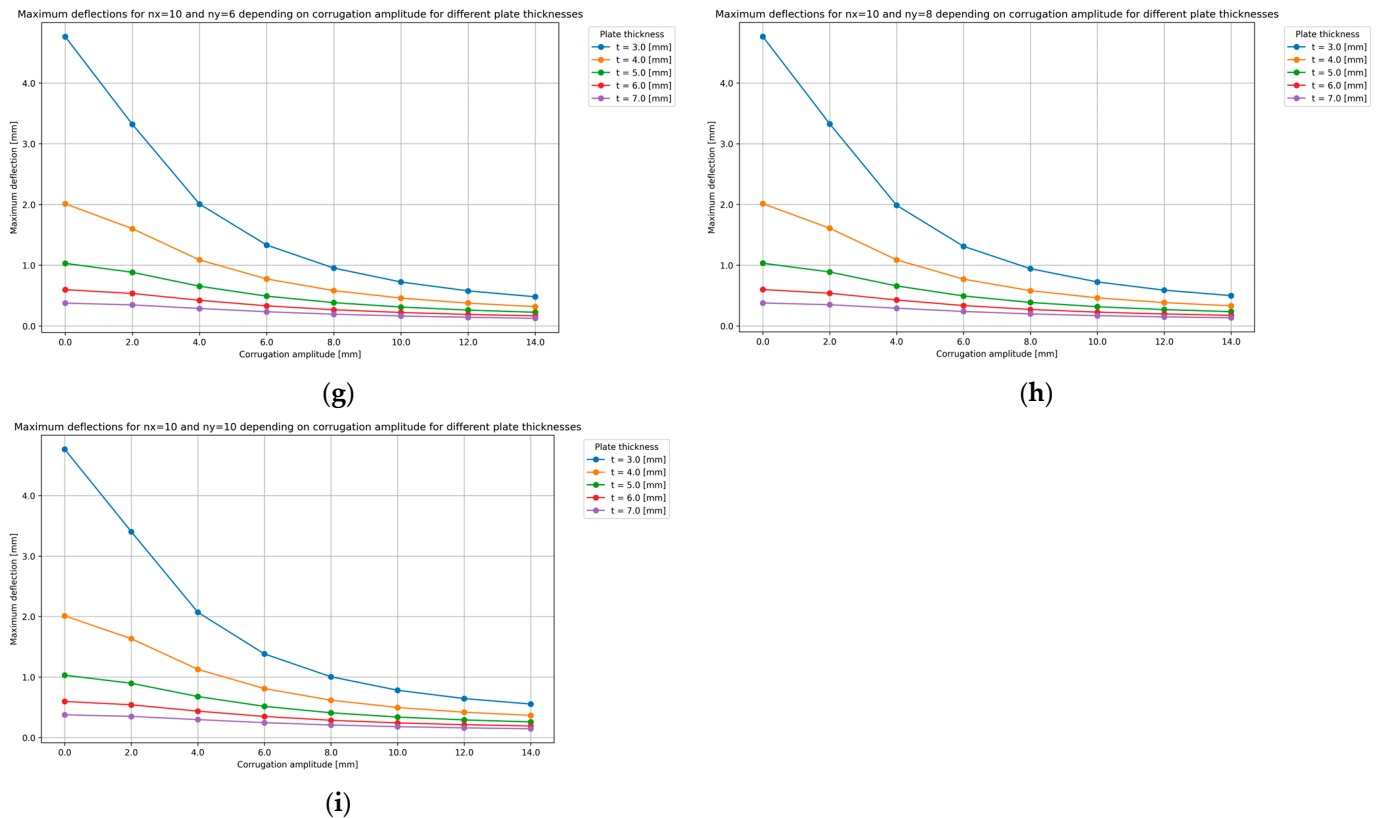 Maximum deflections for nx=10 and ny=6 depending on corrugation amplitude for different plate thicknesses
Maximum deflection [mm]
4.0
3.0
2.0
1.0
0.0
0.0 2.0 4.0 6.0 8.0 10.0 12.0 14.0
Corrugation amplitude [mm]
Plate thickness
t = 3.0 [mm]
t = 4.0 [mm]
t = 5.0 [mm]
t = 6.0 [mm]
t = 7.0 [mm]
(g)
Maximum deflections for nx=10 and ny=8 depending on corrugation amplitude for different plate thicknesses
Maximum deflection [mm]
4.0
3.0
2.0
1.0
0.0
0.0 2.0 4.0 6.0 8.0 10.0 12.0 14.0
Corrugation amplitude [mm]
Plate thickness
t = 3.0 [mm]
t = 4.0 [mm]
t = 5.0 [mm]
t = 6.0 [mm]
t = 7.0 [mm]
(h)
Maximum deflections for nx=10 and ny=10 depending on corrugation amplitude for different plate thicknesses
Maximum deflection [mm]
4.0
3.0
2.0
1.0
0.0
0.0 2.0 4.0 6.0 8.0 10.0 12.0 14.0
Corrugation amplitude [mm]
Plate thickness
t = 3.0 [mm]
t = 4.0 [mm]
t = 5.0 [mm]
t = 6.0 [mm]
t = 7.0 [mm]
(i)